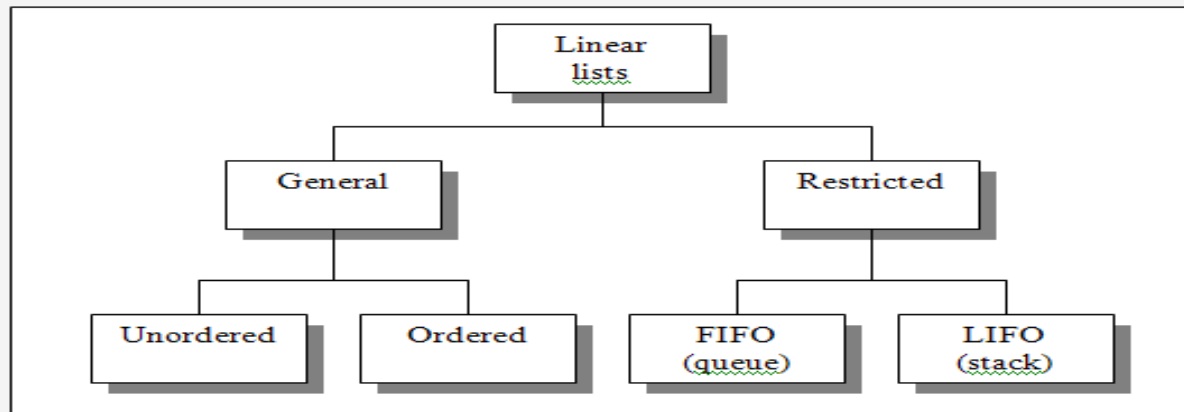 Linear
lists
General
Restricted
Unordered
Ordered
FIFO
(queue)
LIFO
(stack)